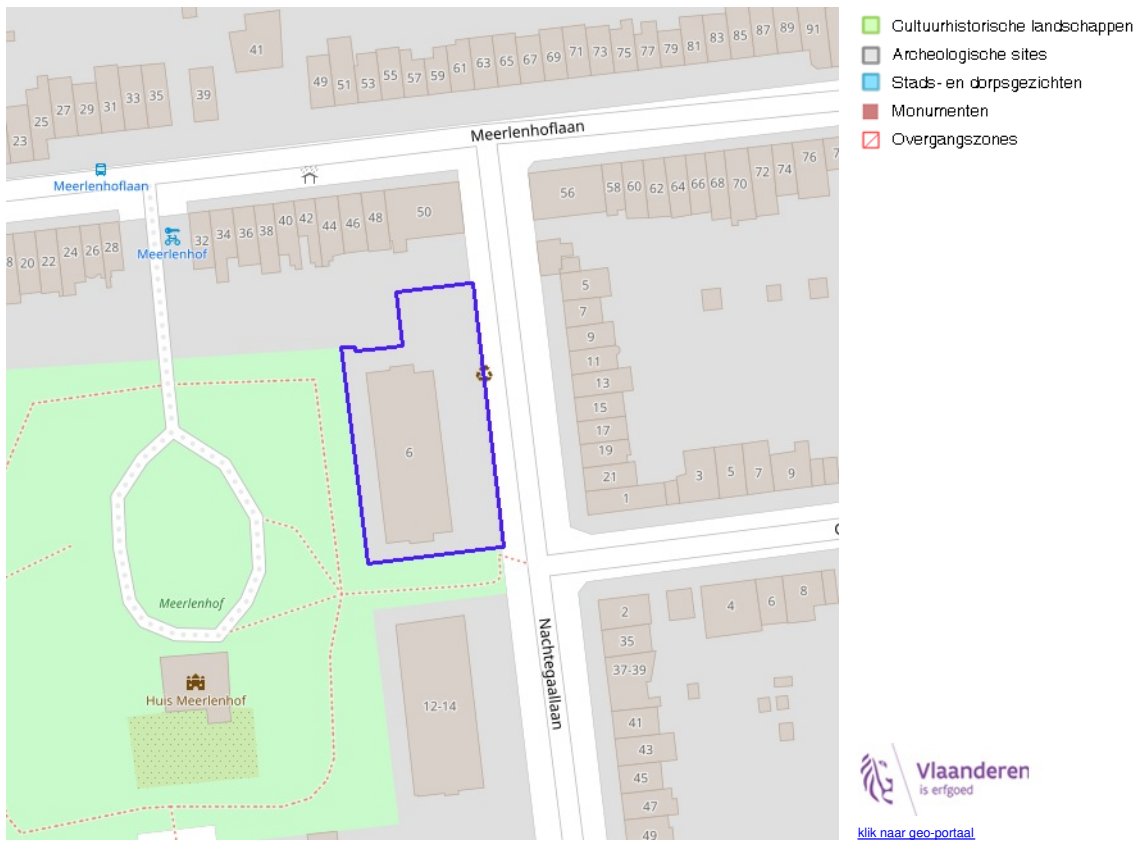 41
49 51 53 55 57 59 61 63 65 67 69 71 73 75 77 79 81 83 85 87 89 91
23 25 27 29 31 33 35 39
Meerlenhoflaan
Meerlenhoflaan
56 58 60 62 64 66 68 70 72 74 76
8 20 22 24 26 28
Meerlenhof
32 34 36 38 40 42 44 46 48 50
5
7
9
11
13
15
17
19
21
1
3 5 7 9
6
Meerlenhof
Huis Meerlenhof
12-14
Nachtegaallaan
2
4 6 8
35
37-39
41
43
45
47
49
Cultuurhistorische landschappen
Archeologische sites
Stads- en dorpsgezichten
Monumenten
Overgangszones
Vlaanderen
is erfgoed
klik naar geo-portaal